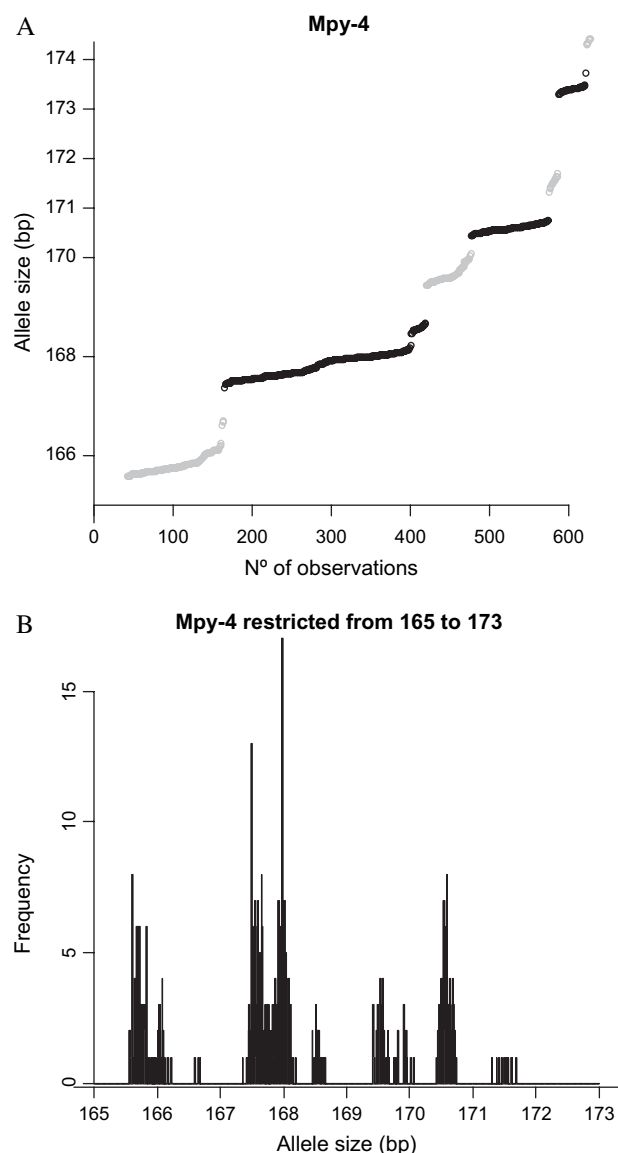 A
Mpy-4
174
173
172
171
170
168
166
Allele size (bp)
0 100 200 300 400 500 600
Nº of observations
B
Mpy-4 restricted from 165 to 173
15
10
5
0
Frequency
165 166 167 168 169 170 171 172 173
Allele size (bp)